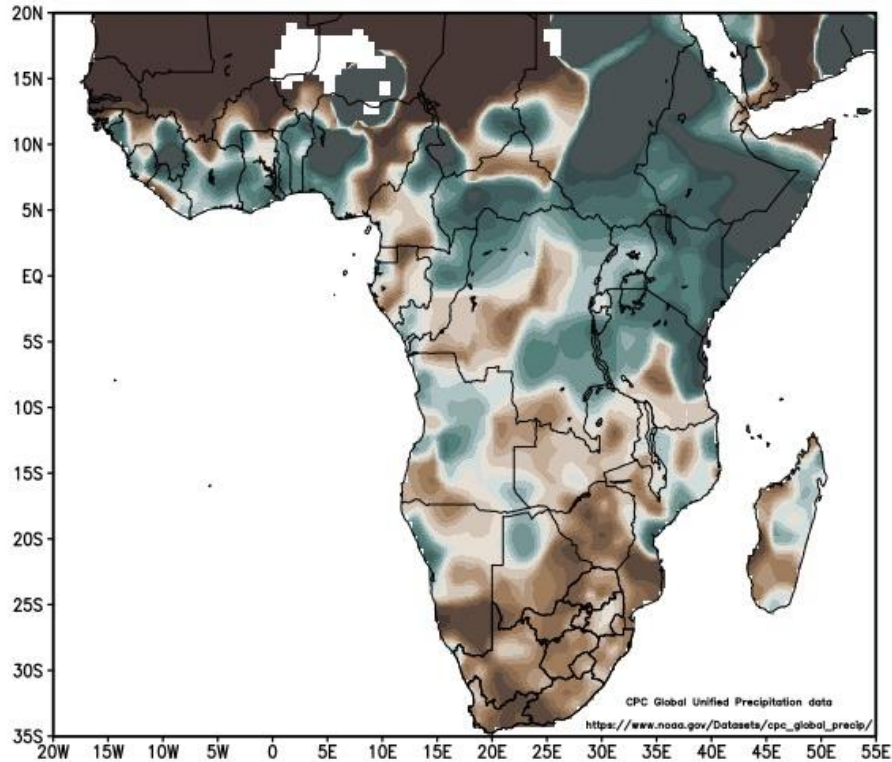 20N
15N
10N
5N
EQ
5S
10S
15S
20S
25S
30S
35S
CPC Global Unified Precipitation data
https://www.noaa.gov/Datasets/cpc_global_precip/
20W 15W 10W 5W 0 5E 10E 15E 20E 25E 30E 35E 40E 45E 50E 55E